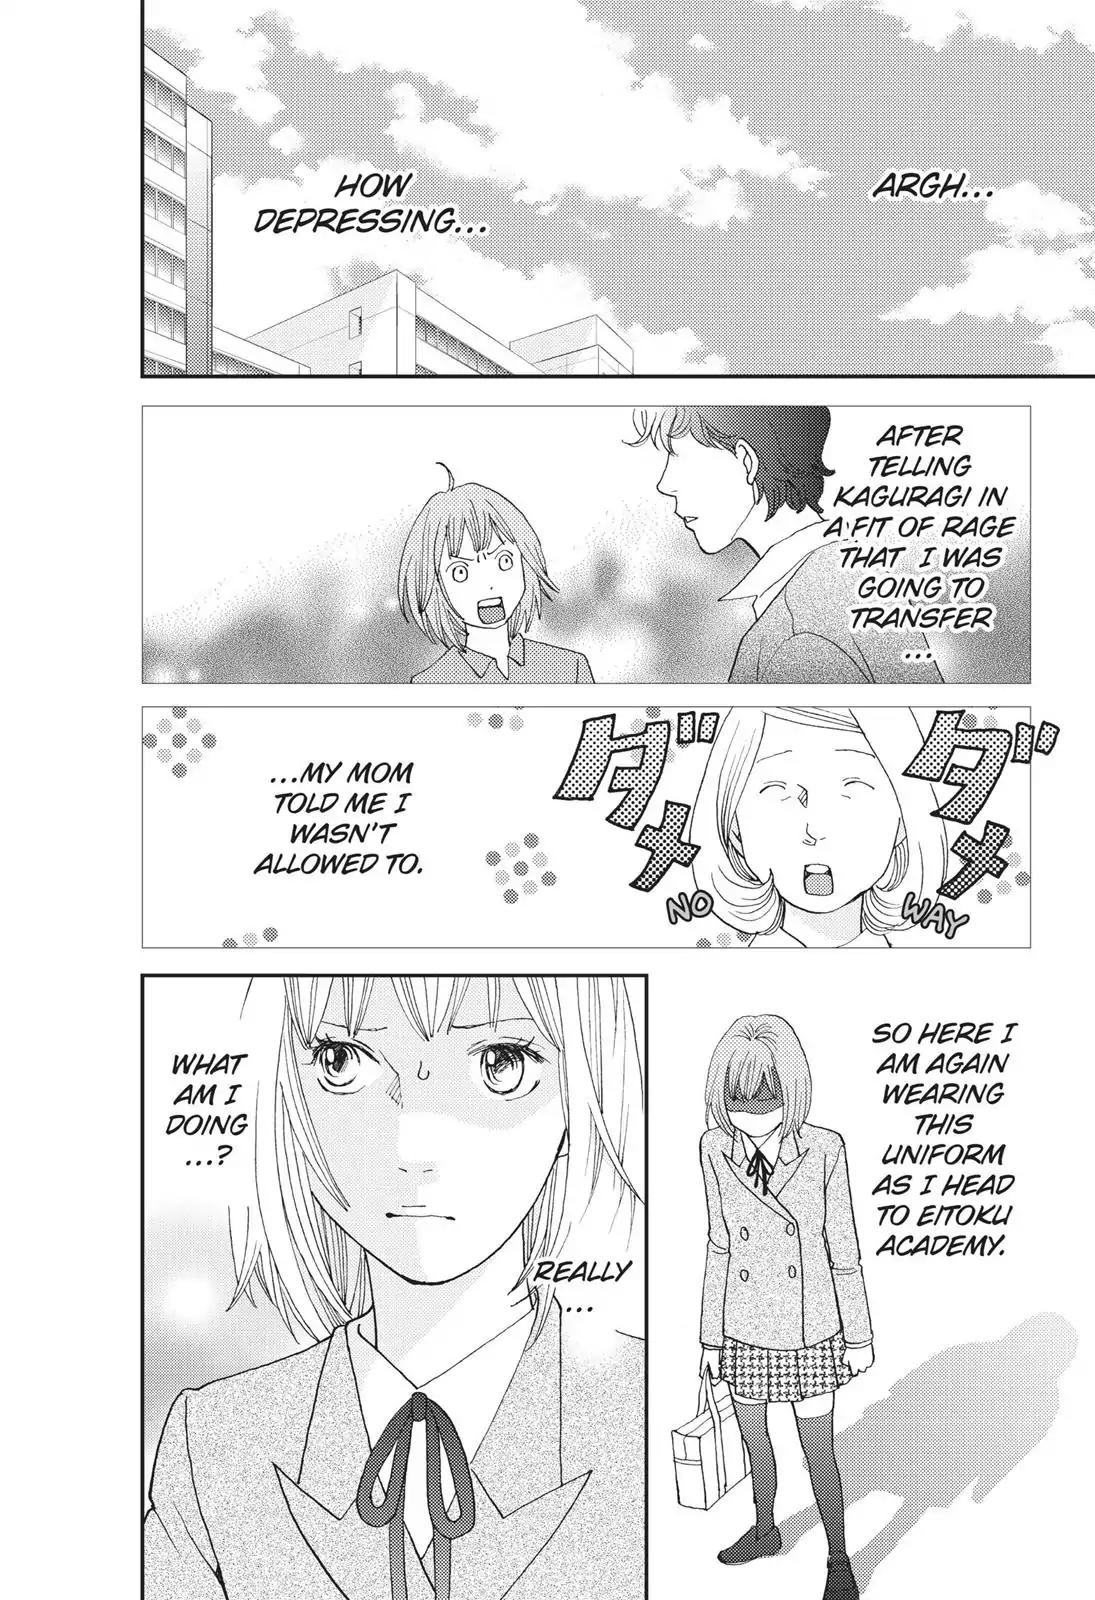 ARGH...
HOW
DEPRESSING...
AFTER
TELLING
KAGURAGI IN
A FIT OF RAGE
THAT I WAS
GOING TO
TRANSFER
...
ダメ
ダメ
NO
WAY
...MY MOM
TOLD ME I
WASN'T
ALLOWED TO.
SO HERE I
AM AGAIN
WEARING
THIS
UNIFORM
AS I HEAD
TO EITOKU
ACADEMY.
REALLY
...
WHAT
AM I
DOING
...?